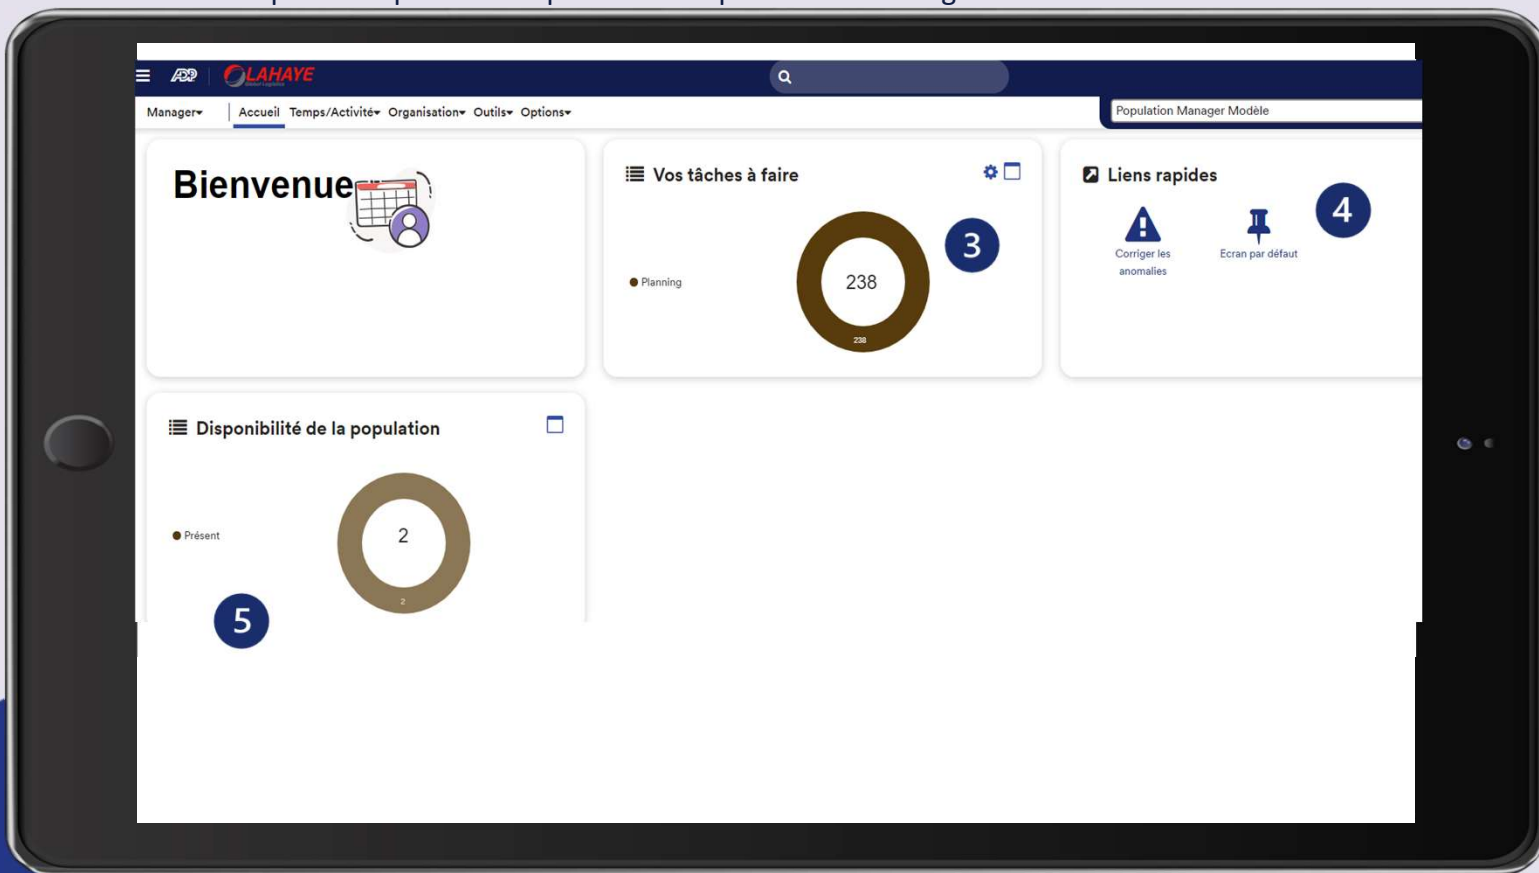 ADP LAHAYE
Manager Accueil Temps/Activité Organisation Outils Options
Population Manager Modèle
Bienvenue
Vos tâches à faire
3
Planning
238
238
Liens rapides
4
Corriger les
anomalies
Ecran par défaut
Disponibilité de la population
Présent
2
2
5